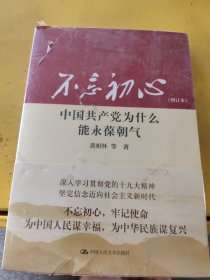 不忘初心
（增订本）
中国共产党为什么
能永葆朝气
黄相怀 等 著
深入学习贯彻党的十九大精神
坚定信念迈向社会主义新时代
不忘初心，牢记使命
为中国人民谋幸福，为中华民族谋复兴
中国人民大学出版社